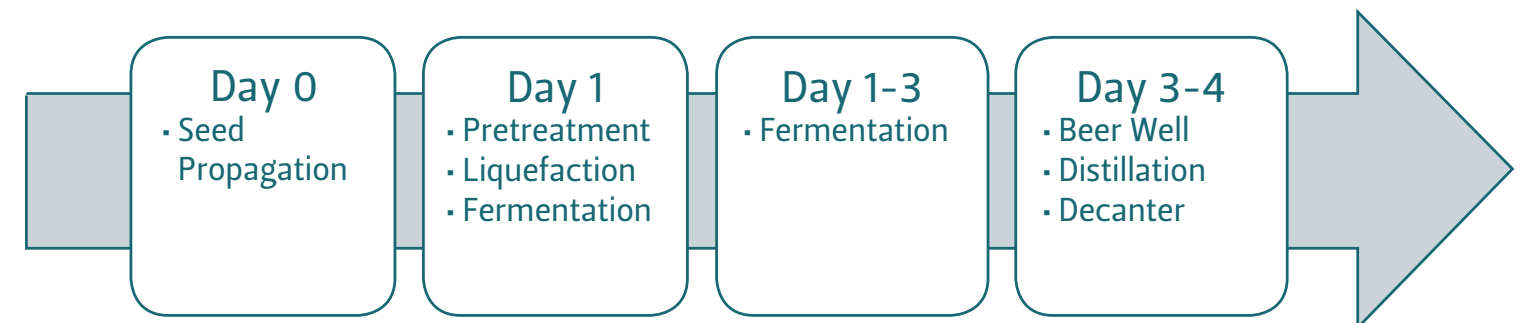 Day 0
▪ Seed
Propagation
Day 1
▪ Pretreatment
▪ Liquefaction
▪ Fermentation
Day 1-3
▪ Fermentation
Day 3-4
▪ Beer Well
▪ Distillation
▪ Decanter